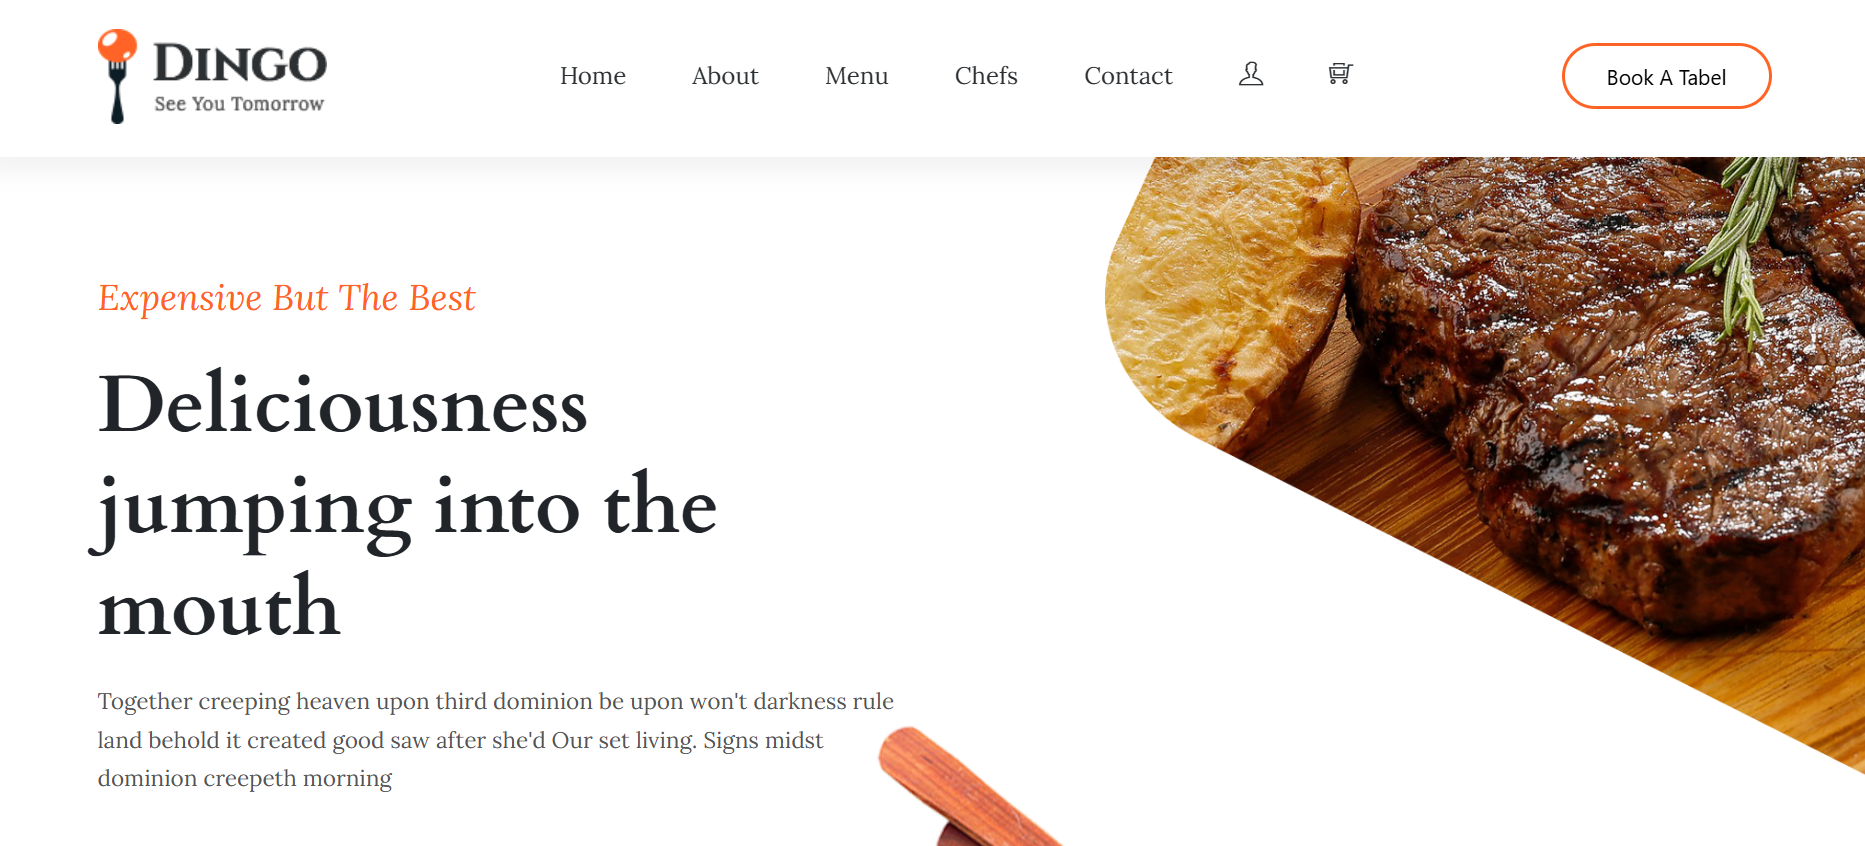 DINGO
See You Tomorrow
Home About Menu Chefs Contact
Book A Tabel
Expensive But The Best
Deliciousness
jumping into the
mouth
Together creeping heaven upon third dominion be upon won't darkness rule
land behold it created good saw after she'd Our set living. Signs midst
dominion creepeth morning